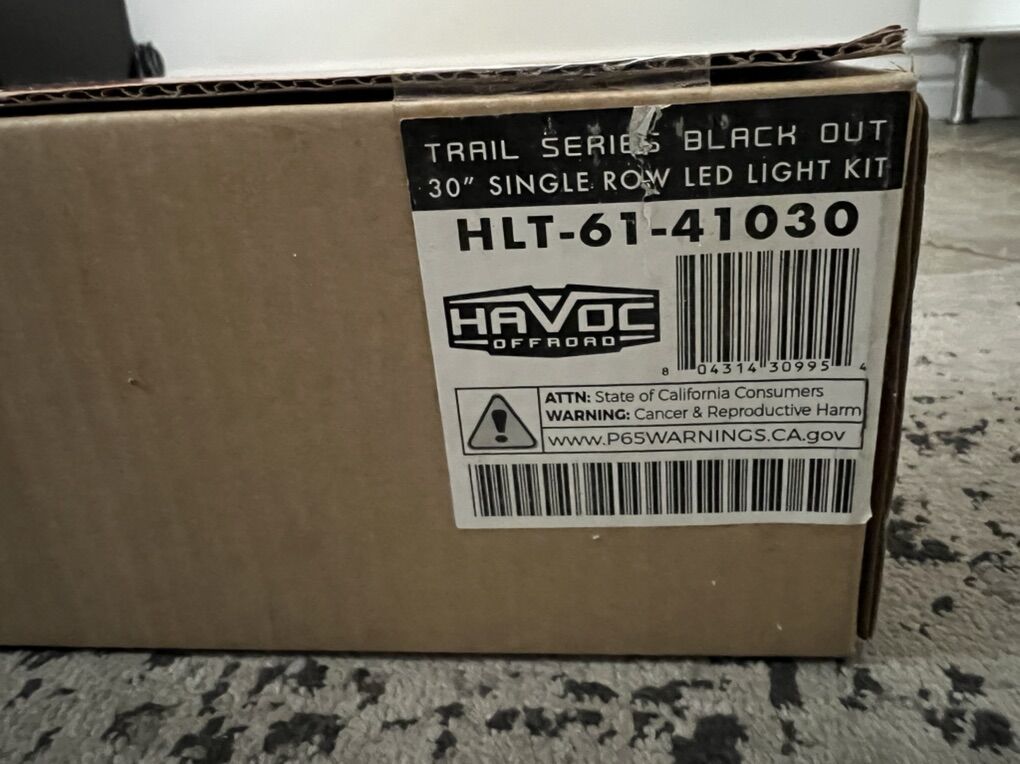 TRAIL SERIES BLACK OUT
30" SINGLE ROW LED LIGHT KIT
HLT-61-41030
HAVOC
OFFROAD
8 04314 30995 4
ATTN: State of California Consumers
WARNING: Cancer & Reproductive Harm
www.P65WARNINGS.CA.gov